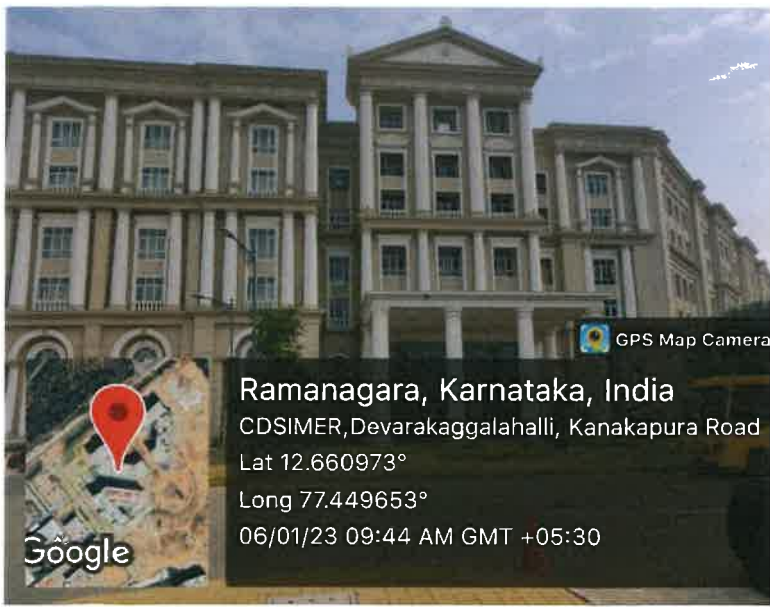 GPS Map Camera
Ramanagara, Karnataka, India
CDSIMER,Devarakaggalahalli, Kanakapura Road
Lat 12.660973°
Long 77.449653°
06/01/23 09:44 AM GMT +05:30
Google